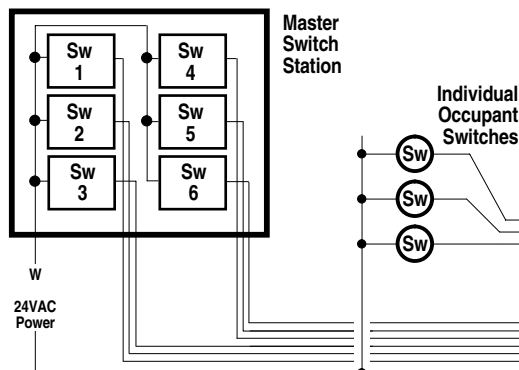 Master
Switch
Station
Sw
1
Sw
4
Sw
2
Sw
5
Sw
3
Sw
6
Individual
Occupant
Switches
Sw
Sw
Sw
W
24VAC
Power